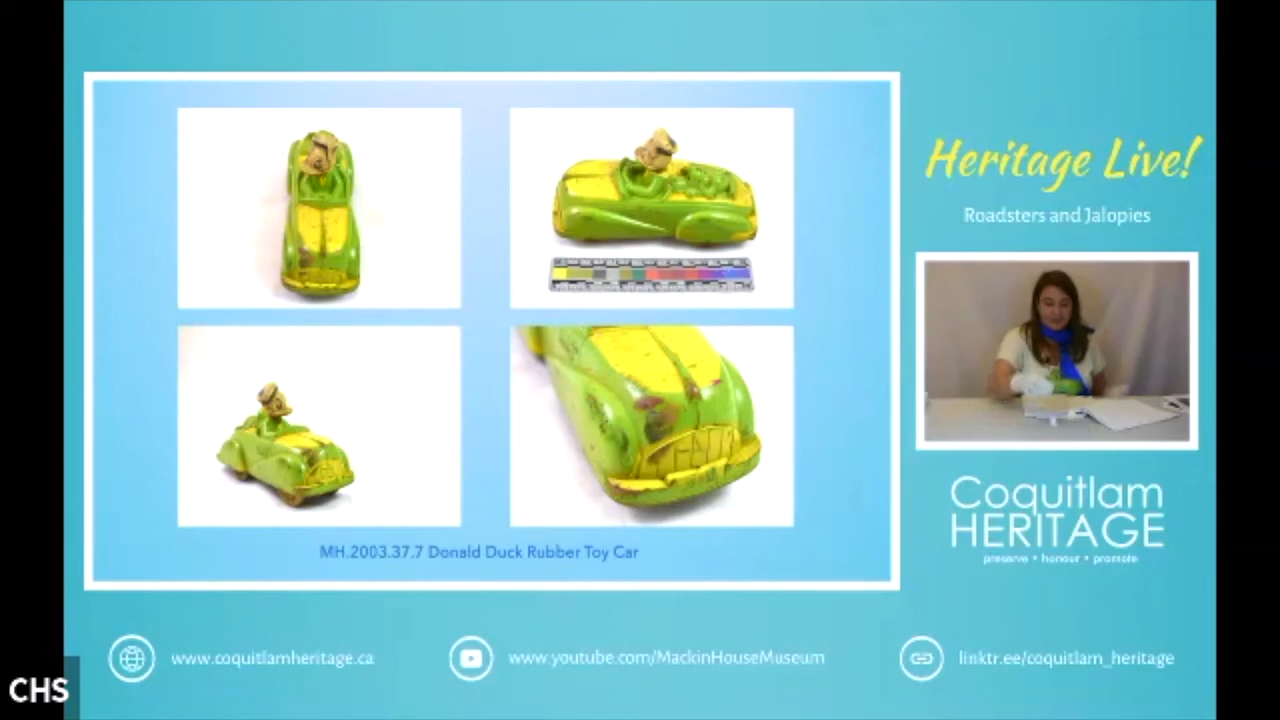 Heritage Live!
Roadsters and Jalopies
MH.2003.37.7 Donald Duck Rubber Toy Car
Coquitlam
HERITAGE
preserve • honour • promote
www.coquitlamheritage.ca
www.youtube.com/MackinHouseMuseum
linktr.ee/coquitlam_heritage
CHS